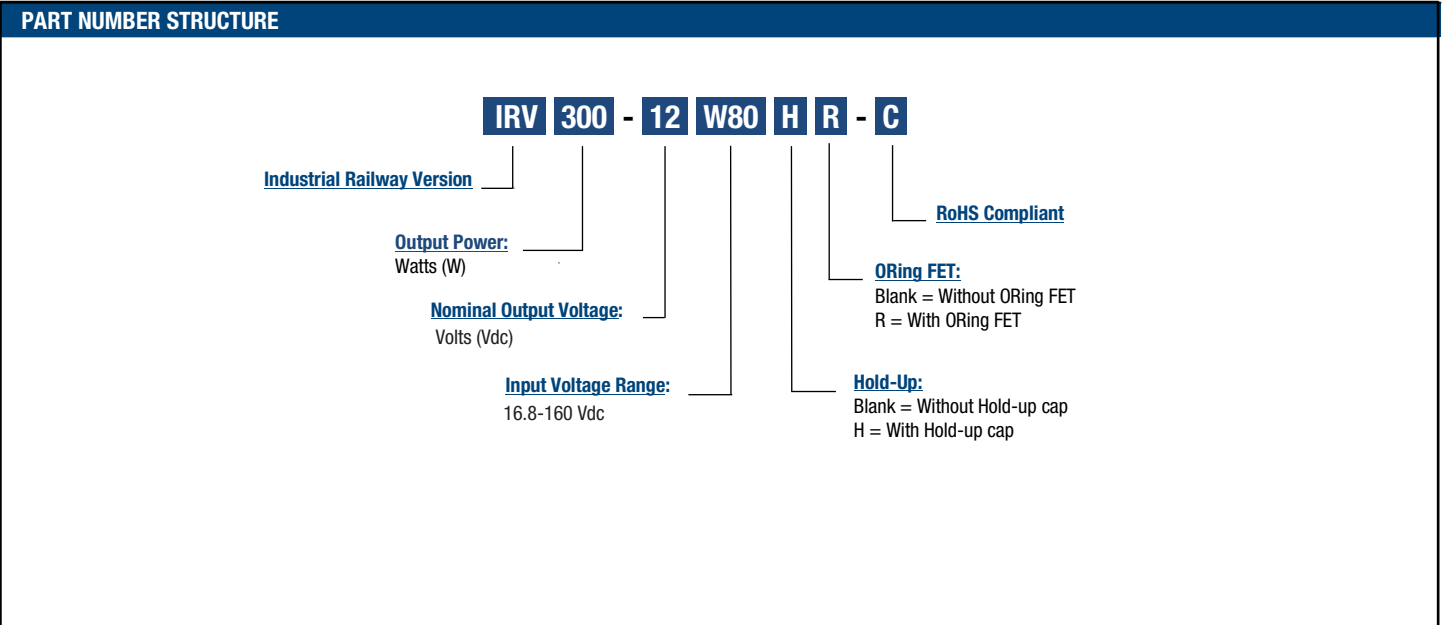 PART NUMBER STRUCTURE
IRV 300 - 12 W80 H R - C
Industrial Railway Version
RoHS Compliant
Output Power:
Watts (W)
ORing FET:
Blank = Without ORing FET
R = With ORing FET
Nominal Output Voltage:
Volts (Vdc)
Input Voltage Range:
16.8-160 Vdc
Hold-Up:
Blank = Without Hold-up cap
H = With Hold-up cap